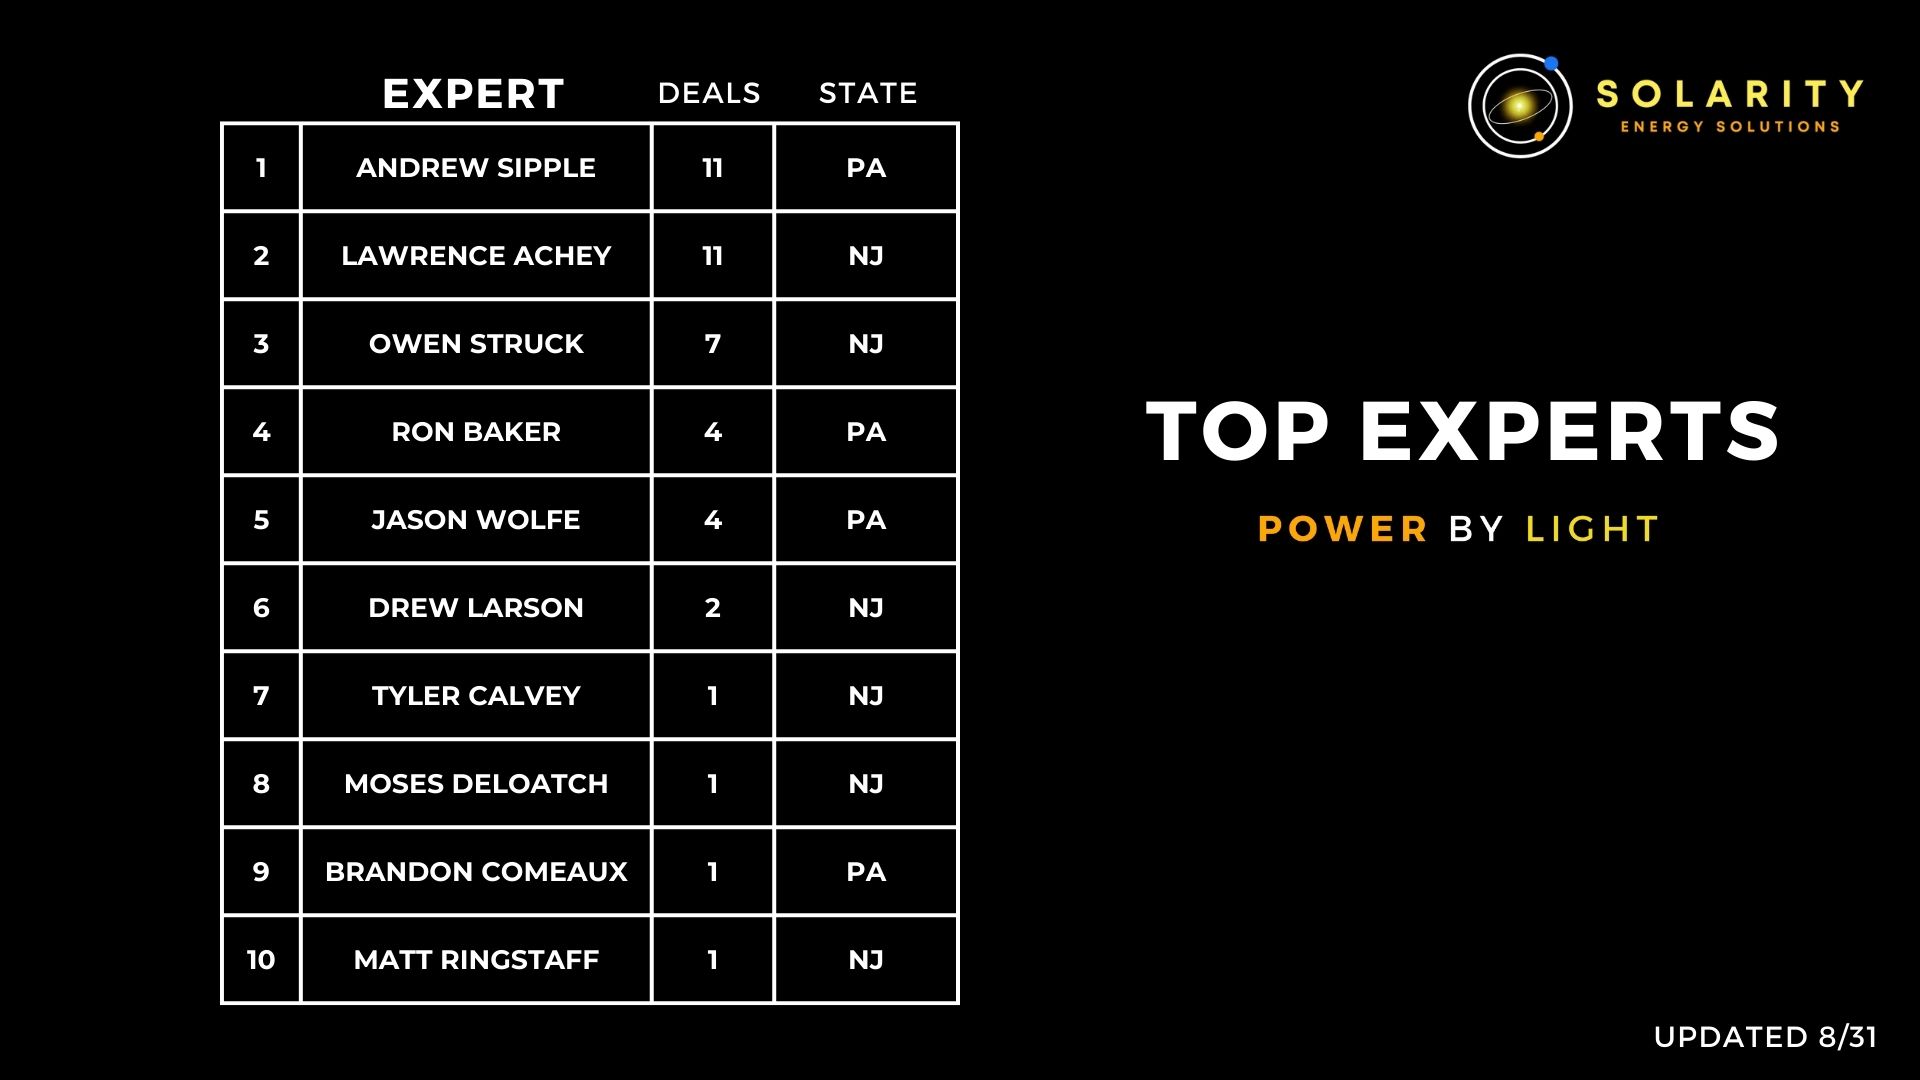 EXPERT DEALS STATE
1 ANDREW SIPPLE 11 PA
2 LAWRENCE ACHEY 11 NJ
3 OWEN STRUCK 7 NJ
4 RON BAKER 4 PA
5 JASON WOLFE 4 PA
6 DREW LARSON 2 NJ
7 TYLER CALVEY 1 NJ
8 MOSES DELOATCH 1 NJ
9 BRANDON COMEAUX 1 PA
10 MATT RINGSTAFF 1 NJ
SOLARITY
ENERGY SOLUTIONS
TOP EXPERTS
POWER BY LIGHT
UPDATED 8/31